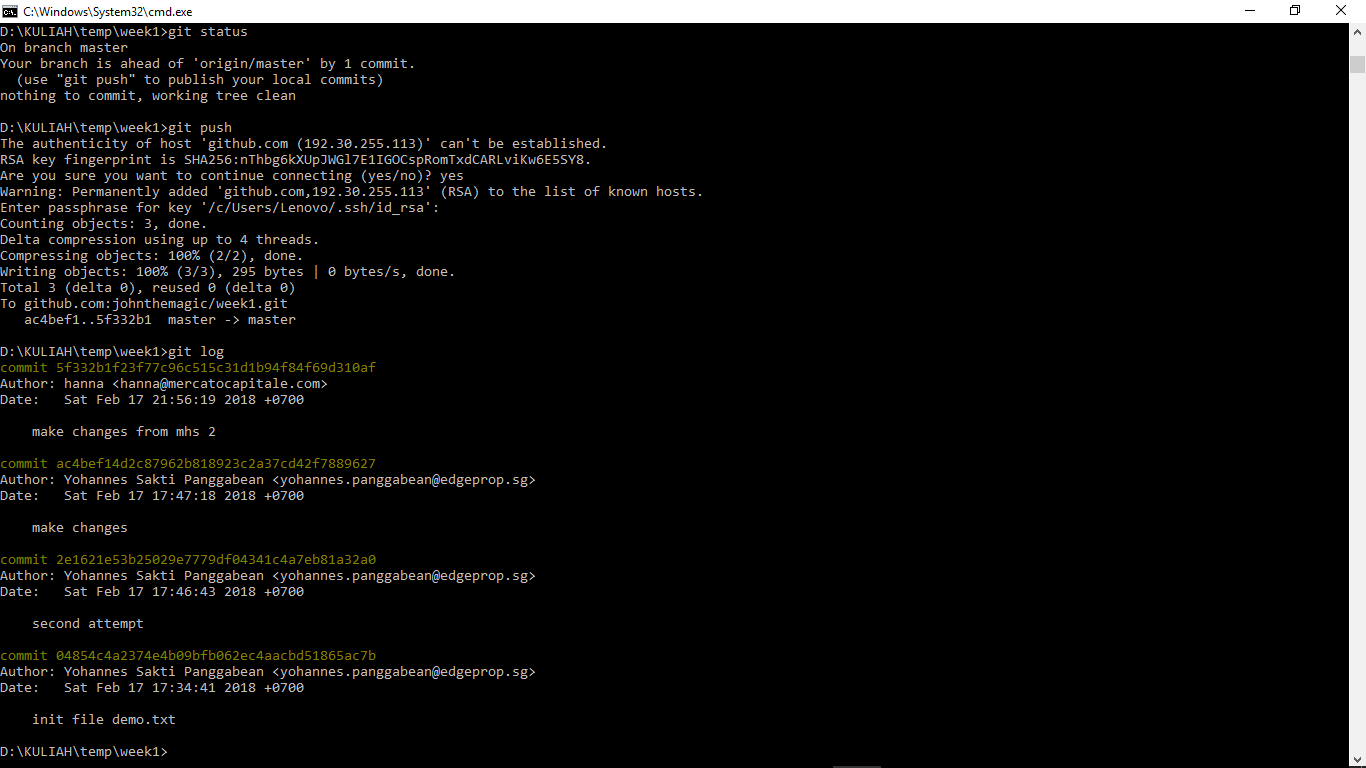 C:\Windows\System32\cmd.exe
D:\KULIAH\temp\week1>git status
On branch master
Your branch is ahead of 'origin/master' by 1 commit.
  (use "git push" to publish your local commits)
nothing to commit, working tree clean

D:\KULIAH\temp\week1>git push
The authenticity of host 'github.com (192.30.255.113)' can't be established.
RSA key fingerprint is SHA256:nThbg6kXUpJWGl7E1IGOCspRomTxdCARLviKw6E5SY8.
Are you sure you want to continue connecting (yes/no)? yes
Warning: Permanently added 'github.com,192.30.255.113' (RSA) to the list of known hosts.
Enter passphrase for key '/c/Users/Lenovo/.ssh/id_rsa':
Counting objects: 3, done.
Delta compression using up to 4 threads.
Compressing objects: 100% (2/2), done.
Writing objects: 100% (3/3), 295 bytes | 0 bytes/s, done.
Total 3 (delta 0), reused 0 (delta 0)
To github.com:johnthemagic/week1.git
   ac4bef1..5f332b1  master -> master

D:\KULIAH\temp\week1>git log
commit 5f332b1f23f77c96c515c31d1b94f84f69d310af
Author: hanna <hanna@mercatocapitale.com>
Date:   Sat Feb 17 21:56:19 2018 +0700

    make changes from mhs 2

commit ac4bef14d2c87962b818923c2a37cd42f7889627
Author: Yohannes Sakti Panggabean <yohannes.panggabean@edgeprop.sg>
Date:   Sat Feb 17 17:47:18 2018 +0700

    make changes

commit 2e1621e53b25029e7779df04341c4a7eb81a32a0
Author: Yohannes Sakti Panggabean <yohannes.panggabean@edgeprop.sg>
Date:   Sat Feb 17 17:46:43 2018 +0700

    second attempt

commit 04854c4a2374e4b09bfb062ec4aacbd51865ac7b
Author: Yohannes Sakti Panggabean <yohannes.panggabean@edgeprop.sg>
Date:   Sat Feb 17 17:34:41 2018 +0700

    init file demo.txt

D:\KULIAH\temp\week1>